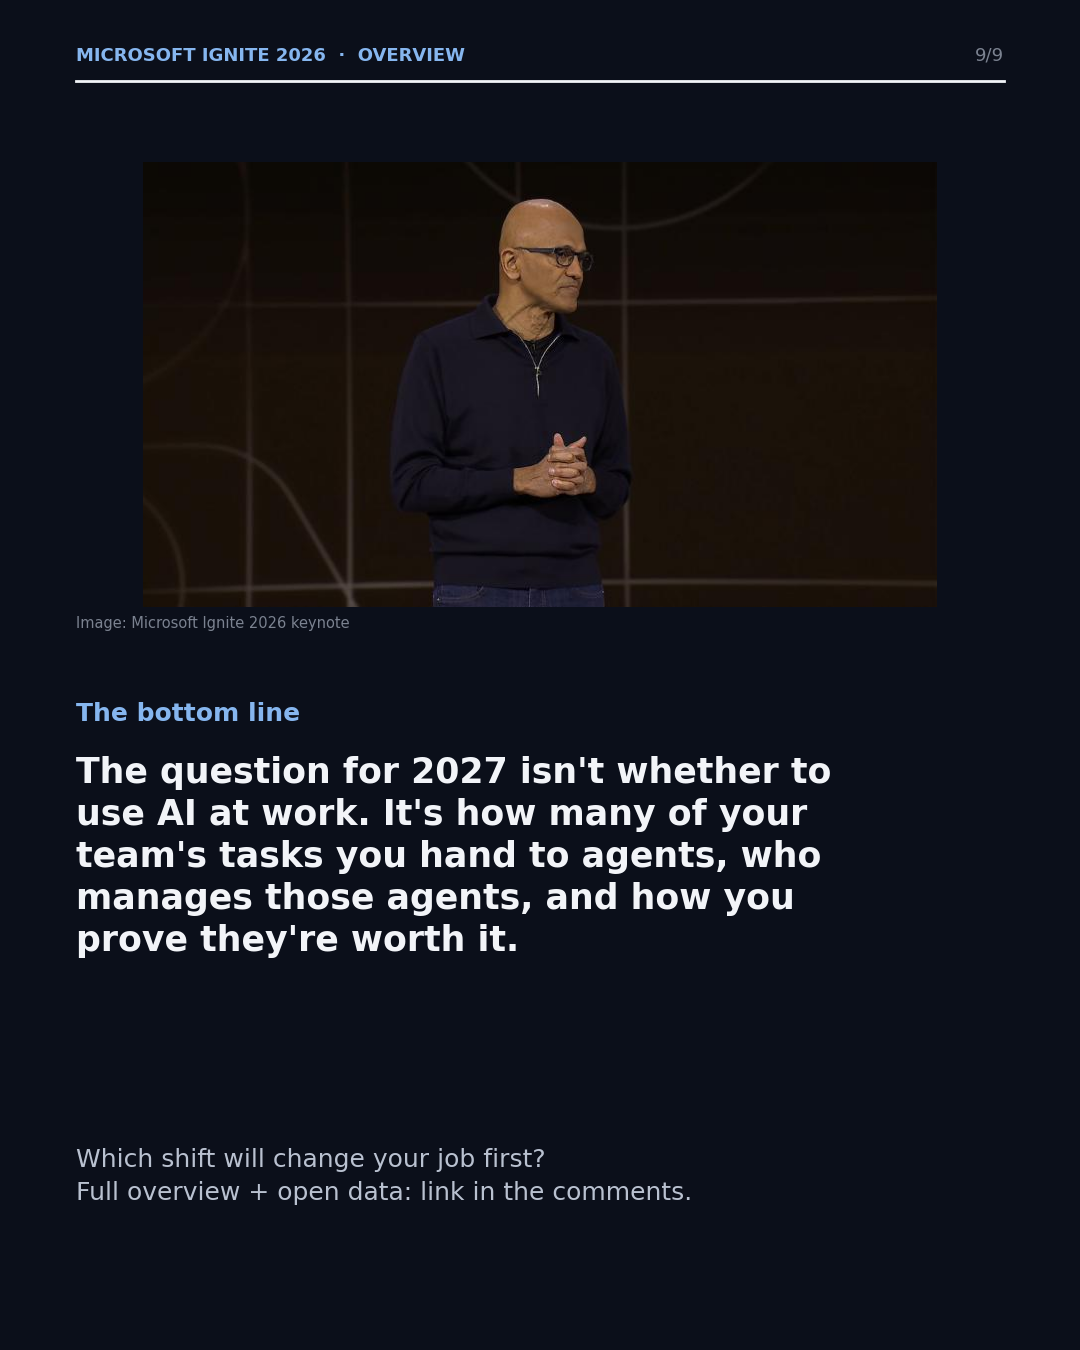 MICROSOFT IGNITE 2026 · OVERVIEW
9/9
Image: Microsoft Ignite 2026 keynote
The bottom line
The question for 2027 isn't whether to
use AI at work. It's how many of your
team's tasks you hand to agents, who
manages those agents, and how you
prove they're worth it.
Which shift will change your job first?
Full overview + open data: link in the comments.